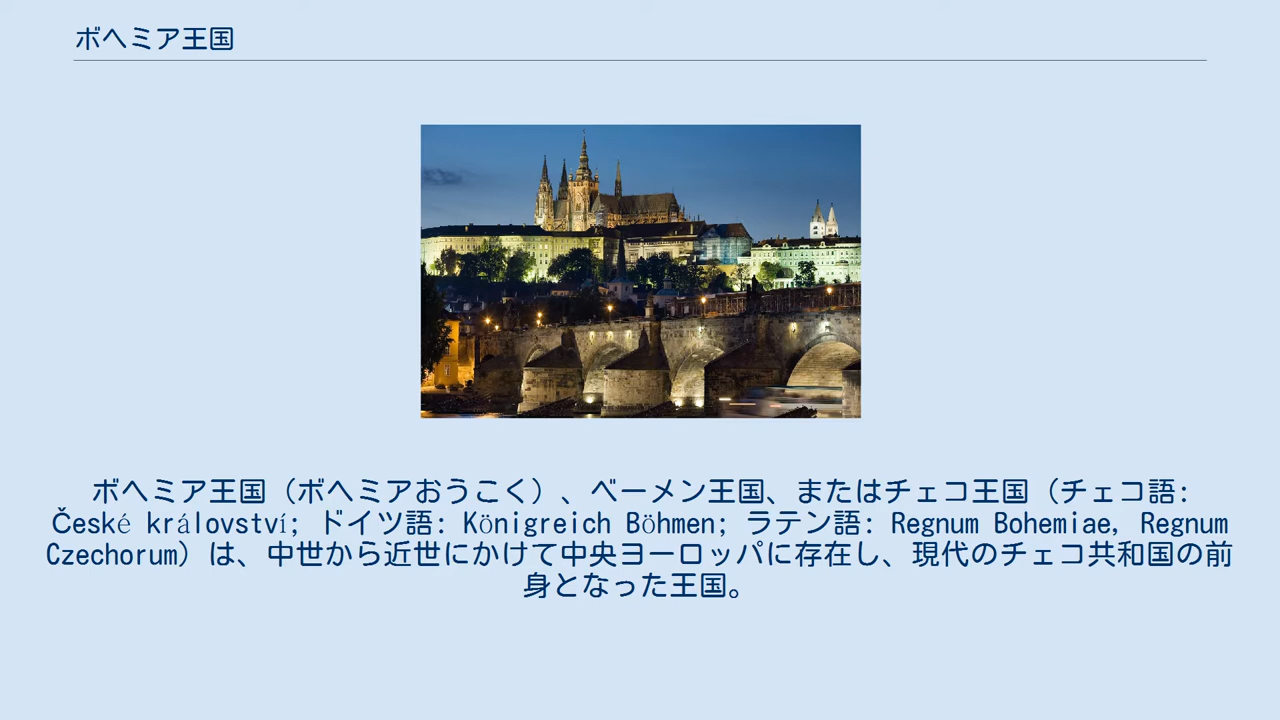 ボヘミア王国
ボヘミア王国（ボヘミアおうこく）、ベーメン王国、またはチェコ王国（チェコ語:
České království; ドイツ語: Königreich Böhmen; ラテン語: Regnum Bohemiae, Regnum
Czechorum）は、中世から近世にかけて中央ヨーロッパに存在し、現代のチェコ共和国の前
身となった王国。